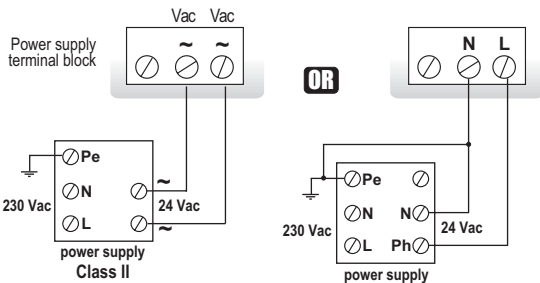 Vac Vac
Power supply
terminal block
~ ~
OR
N L
Pe
N
L
230 Vac
~
24 Vac
~
power supply
Class II
Pe
N N
L Ph
230 Vac
24 Vac
power supply